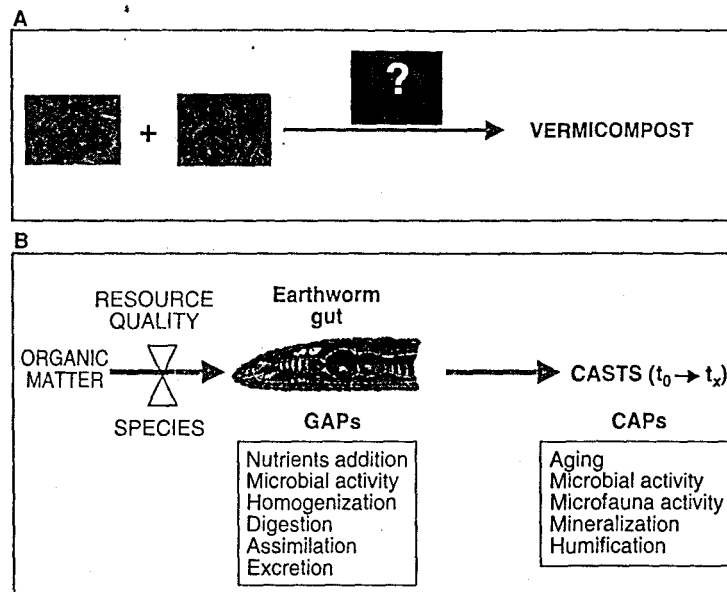 A
?
+
VERMICOMPOST
B
RESOURCE
QUALITY
Earthworm
gut
ORGANIC
MATTER
CASTS (t₀ → tₓ)
SPECIES
GAPs
CAPs
Nutrients addition
Microbial activity
Homogenization
Digestion
Assimilation
Excretion
Aging
Microbial activity
Microfauna activity
Mineralization
Humification